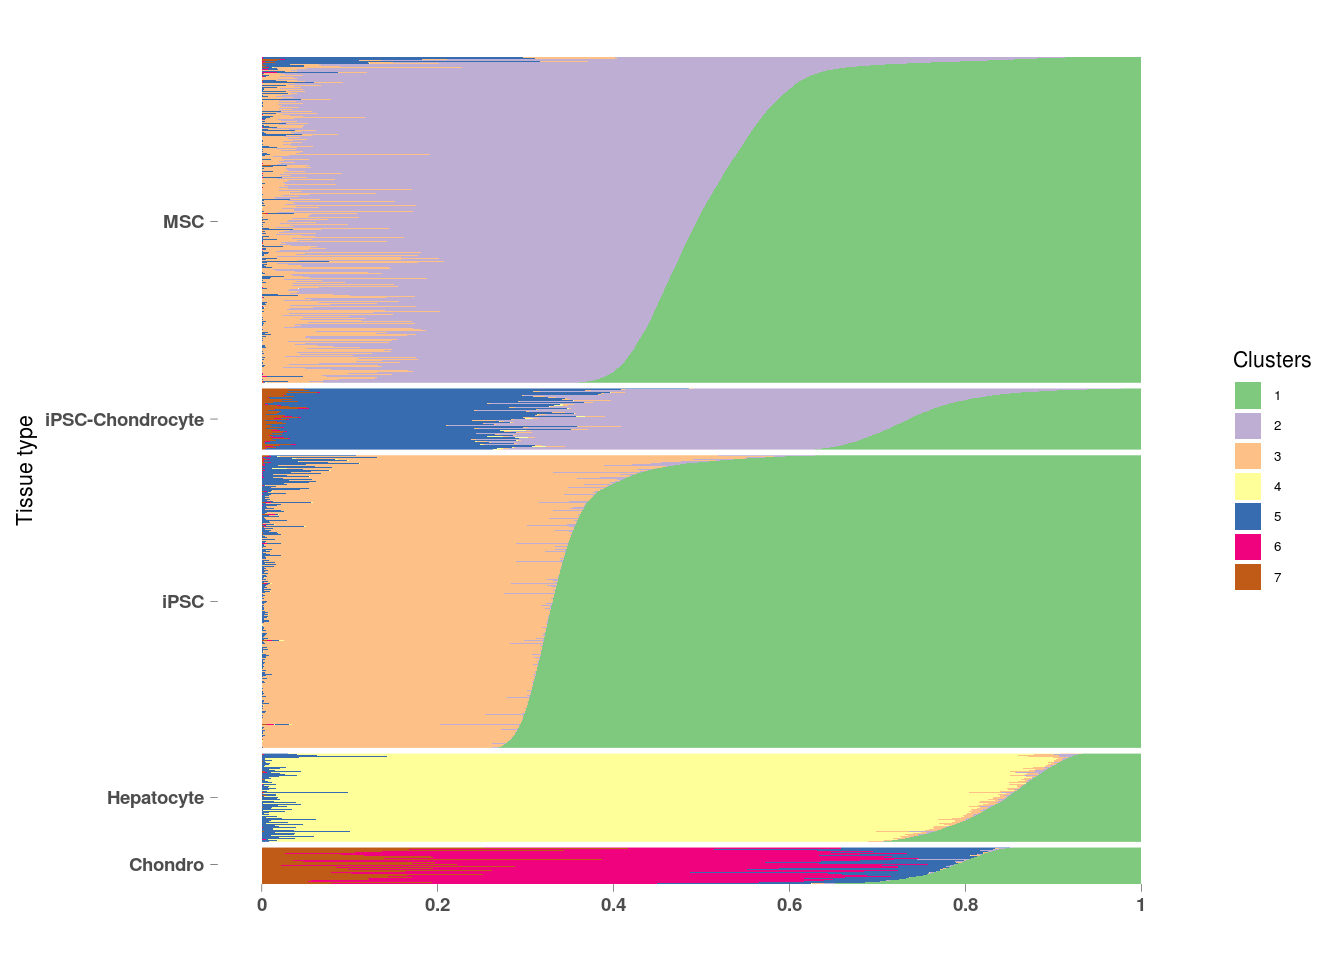 Tissue type
MSC
iPSC-Chondrocyte
iPSC
Hepatocyte
Chondro
0 0.2 0.4 0.6 0.8 1
Clusters
1
2
3
4
5
6
7